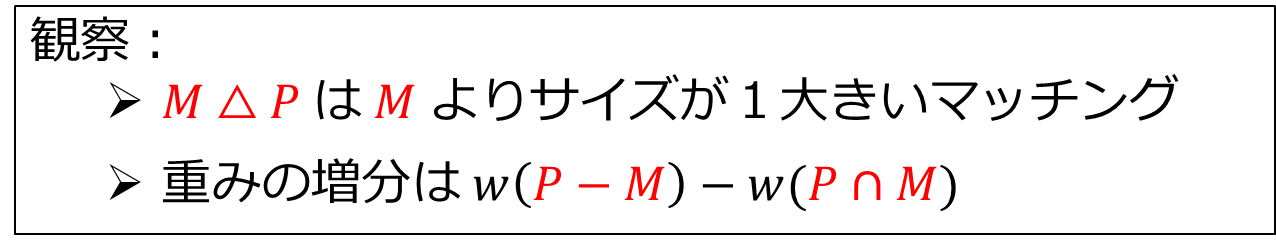 観察：
➢ M △ P は M よりサイズが１大きいマッチング
➢ 重みの増分は w(P − M) − w(P ∩ M)